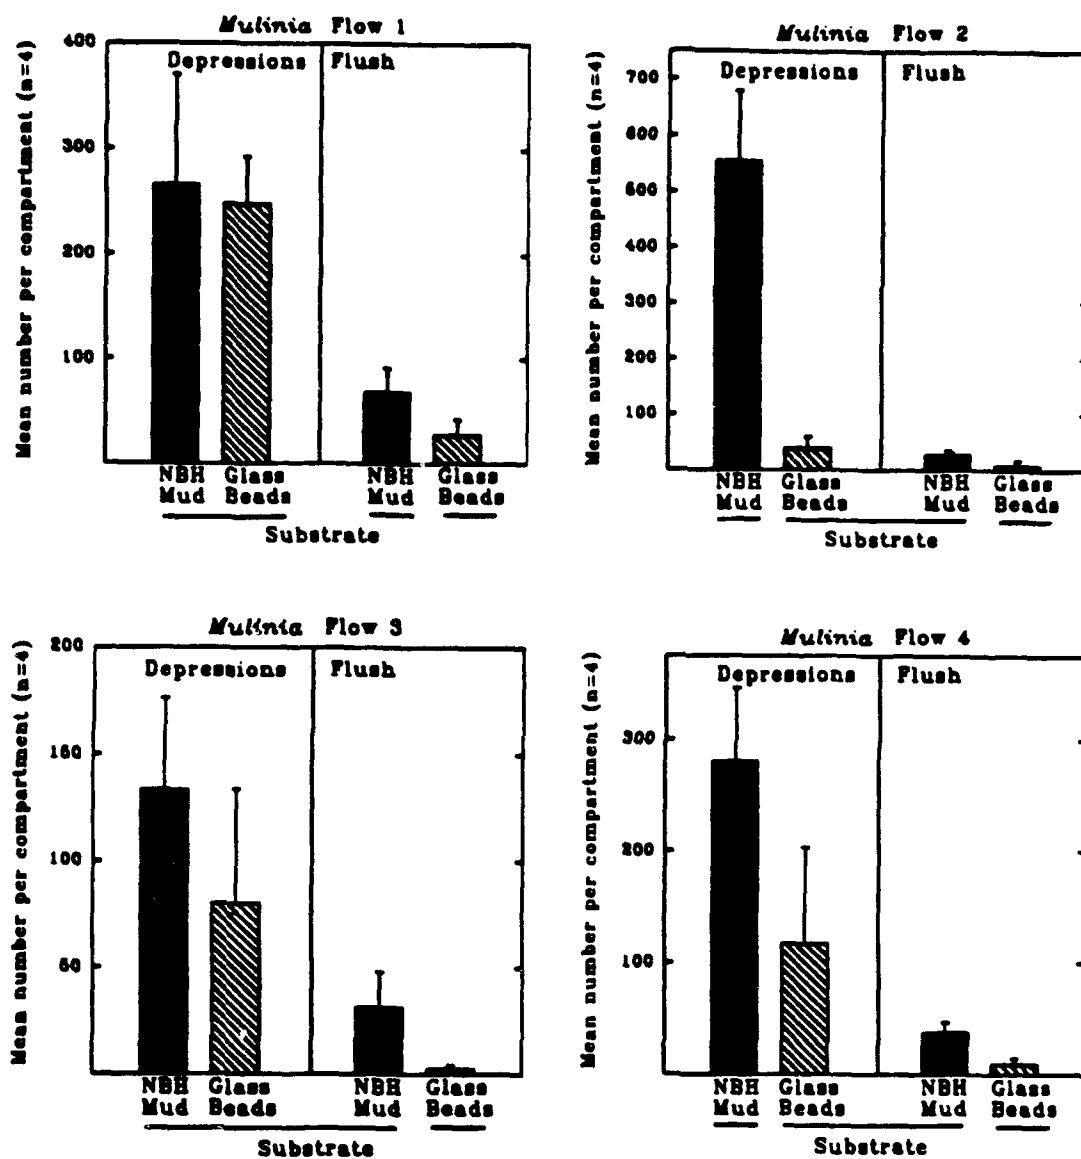 Mulinia Flow 1
Mean number per compartment (n=4)
400
300
200
100
Depressions Flush
NBH Glass NBH Glass
Mud Beads Mud Beads
Substrate
Mulinia Flow 2
Mean number per compartment (n=4)
700
600
500
400
300
200
100
Depressions Flush
NBH Glass NBH Glass
Mud Beads Mud Beads
Substrate
Mulinia Flow 3
Mean number per compartment (n=4)
200
150
100
50
Depressions Flush
NBH Glass NBH Glass
Mud Beads Mud Beads
Substrate
Mulinia Flow 4
Mean number per compartment (n=4)
300
200
100
Depressions Flush
NBH Glass NBH Glass
Mud Beads Mud Beads
Substrate